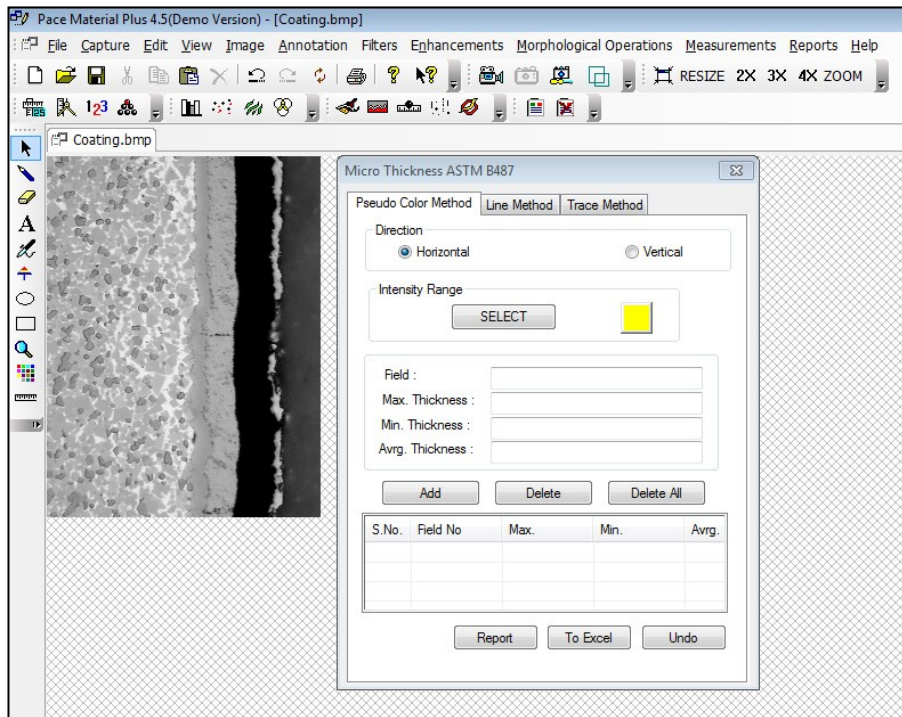 Pace Material Plus 4.5(Demo Version) - [Coating.bmp]
File Capture Edit View Image Annotation Filters Enhancements Morphological Operations Measurements Reports Help
RESIZE 2X 3X 4X ZOOM
123
Coating.bmp
A
Micro Thickness ASTM B487
Pseudo Color Method Line Method Trace Method
Direction
Horizontal Vertical
Intensity Range
SELECT
Field :
Max. Thickness :
Min. Thickness :
Avrg. Thickness :
Add Delete Delete All
S.No. Field No Max. Min. Avrg.
Report To Excel Undo